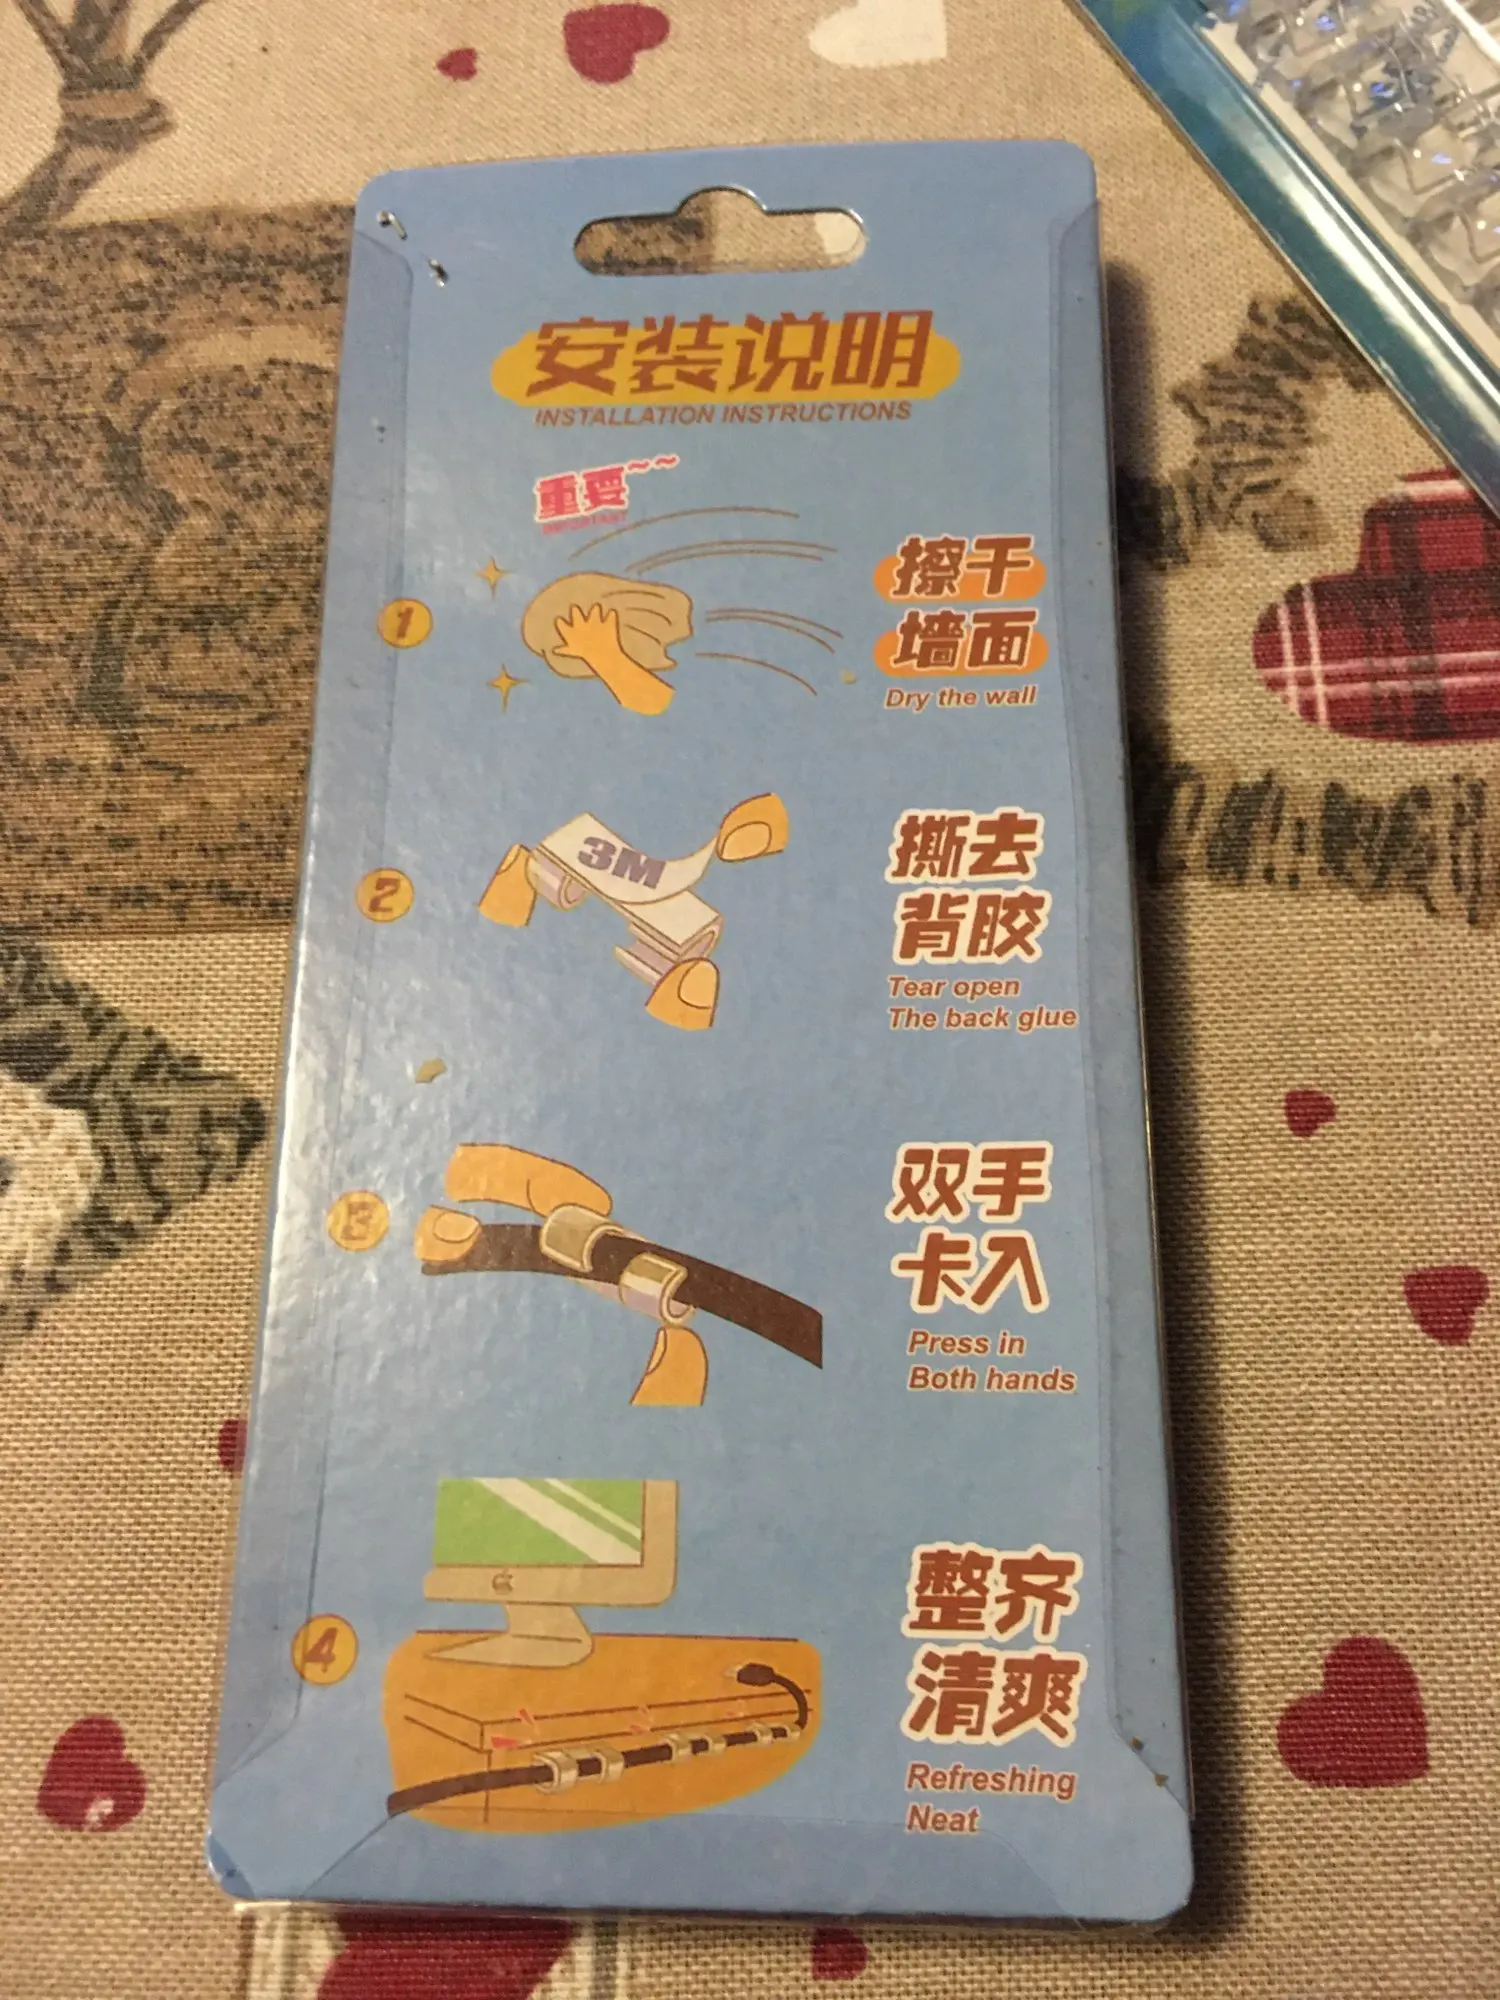 安装说明
INSTALLATION INSTRUCTIONS
重要~~
IMPORTANT
1
擦干
墙面
Dry the wall
2
3M
撕去
背胶
Tear open
The back glue
3
双手
卡入
Press in
Both hands
4
整齐
清爽
Refreshing
Neat